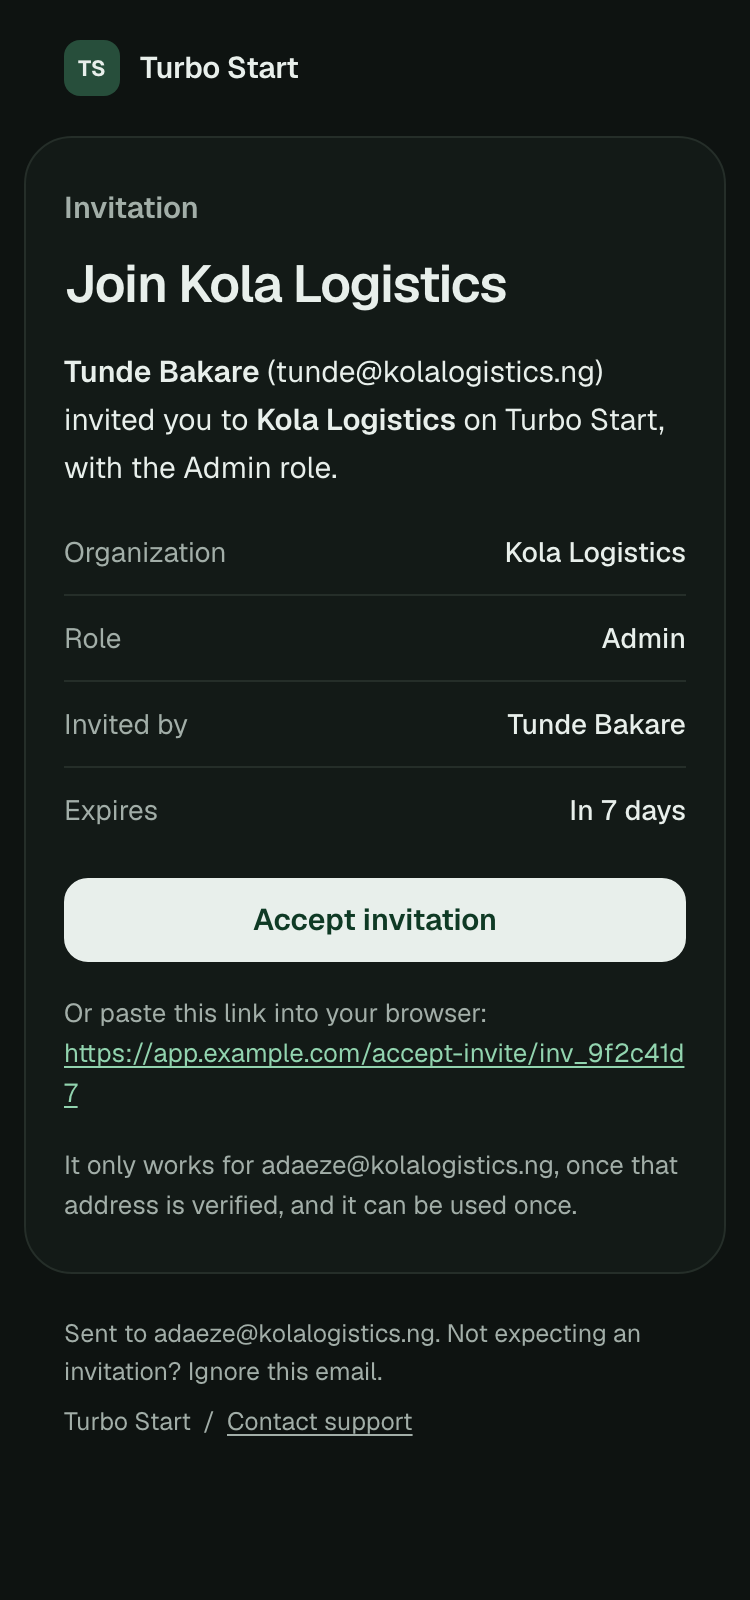 TS
Turbo Start
Invitation
Join Kola Logistics
Tunde Bakare (tunde@kolalogistics.ng)
invited you to Kola Logistics on Turbo Start,
with the Admin role.
Organization Kola Logistics
Role Admin
Invited by Tunde Bakare
Expires In 7 days
Accept invitation
Or paste this link into your browser:
https://app.example.com/accept-invite/inv_9f2c41d
7
It only works for adaeze@kolalogistics.ng, once that
address is verified, and it can be used once.
Sent to adaeze@kolalogistics.ng. Not expecting an
invitation? Ignore this email.
Turbo Start / Contact support